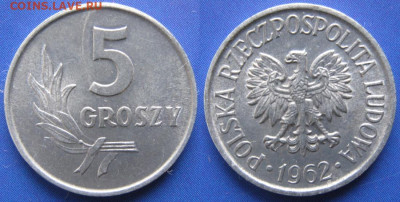 COINS.LAVE.RU
5
GROSZY
POLSKA RZECZPOSPOLITA LUDOWA
1962